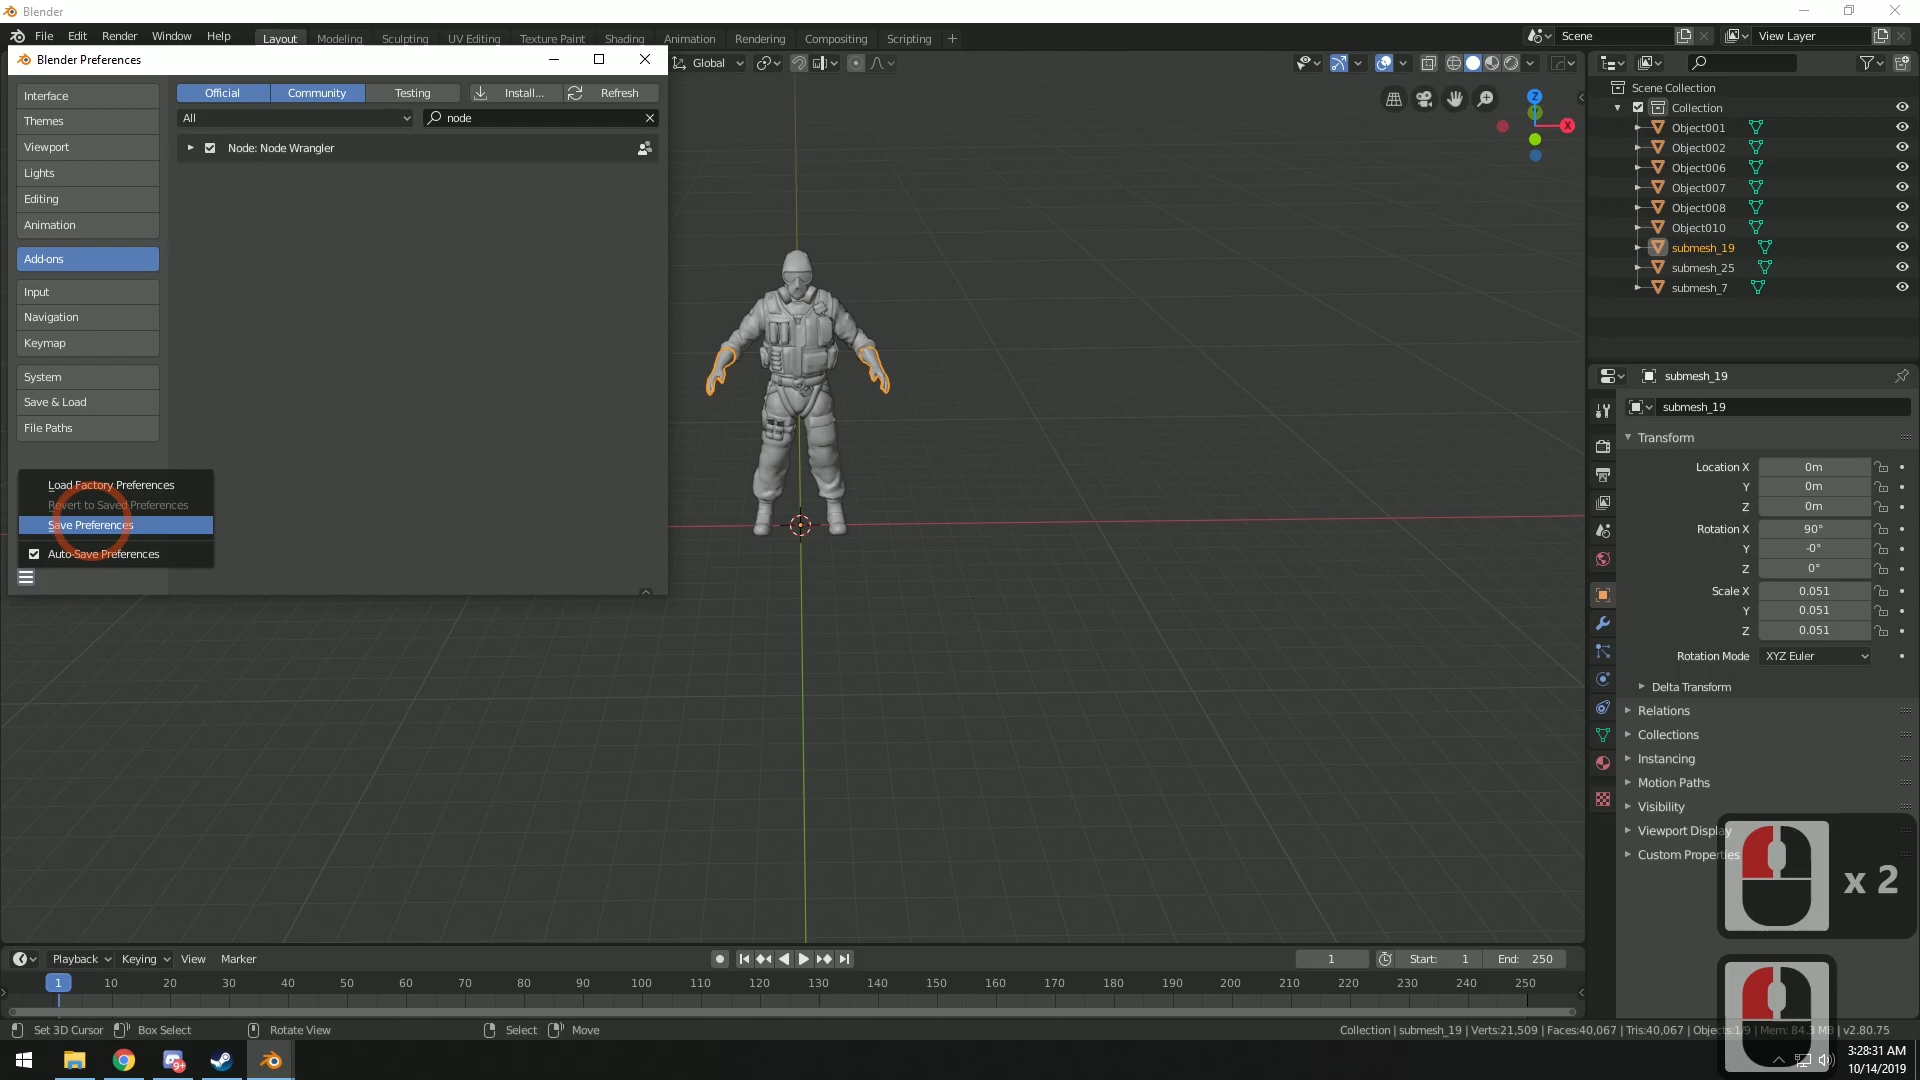 Blender
File Edit Render Window Help Layout Modeling Sculpting UV Editing Texture Paint Shading Animation Rendering Compositing Scripting + Scene View Layer
Blender Preferences
Global
Interface
Themes
Viewport
Lights
Editing
Animation
Add-ons
Input
Navigation
Keymap
System
Save & Load
File Paths
Official Community Testing Install... Refresh
All node
Node: Node Wrangler
Load Factory Preferences
Revert to Saved Preferences
Save Preferences
Auto-Save Preferences
Z
X
Scene Collection
Collection
Object001
Object002
Object006
Object007
Object008
Object010
submesh_19
submesh_25
submesh_7
submesh_19
submesh_19
Transform
Location X 0m
Y 0m
Z 0m
Rotation X 90°
Y -0°
Z 0°
Scale X 0.051
Y 0.051
Z 0.051
Rotation Mode XYZ Euler
Delta Transform
Relations
Collections
Instancing
Motion Paths
Visibility
Viewport Display
Custom Properties
x 2
Playback Keying View Marker 1 Start: 1 End: 250
1 10 20 30 40 50 60 70 80 90 100 110 120 130 140 150 160 170 180 190 200 210 220 230 240 250
Set 3D Cursor Box Select Rotate View Select Move Collection | submesh_19 | Verts:21,509 | Faces:40,067 | Tris:40,067 | Objects:1/9 | Mem: 84.3 MB | v2.80.75
9+
3:28:31 AM
10/14/2019